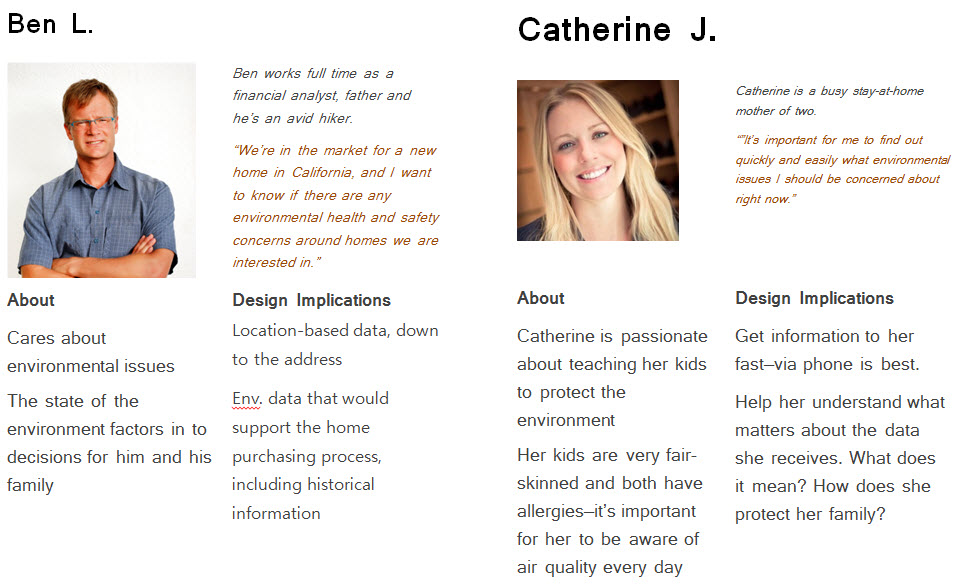 Ben L.
Ben works full time as a
financial analyst, father and
he's an avid hiker.
“We’re in the market for a new
home in California, and I want
to know if there are any
environmental health and safety
concerns around homes we are
interested in.”
About
Cares about
environmental issues
The state of the
environment factors in to
decisions for him and his
family
Design Implications
Location-based data, down
to the address
Env. data that would
support the home
purchasing process,
including historical
information
Catherine J.
Catherine is a busy stay-at-home
mother of two.
“”It’s important for me to find out
quickly and easily what environmental
issues I should be concerned about
right now.”
About
Catherine is passionate
about teaching her kids
to protect the
environment
Her kids are very fair-
skinned and both have
allergies—it’s important
for her to be aware of
air quality every day
Design Implications
Get information to her
fast—via phone is best.
Help her understand what
matters about the data
she receives. What does
it mean? How does she
protect her family?